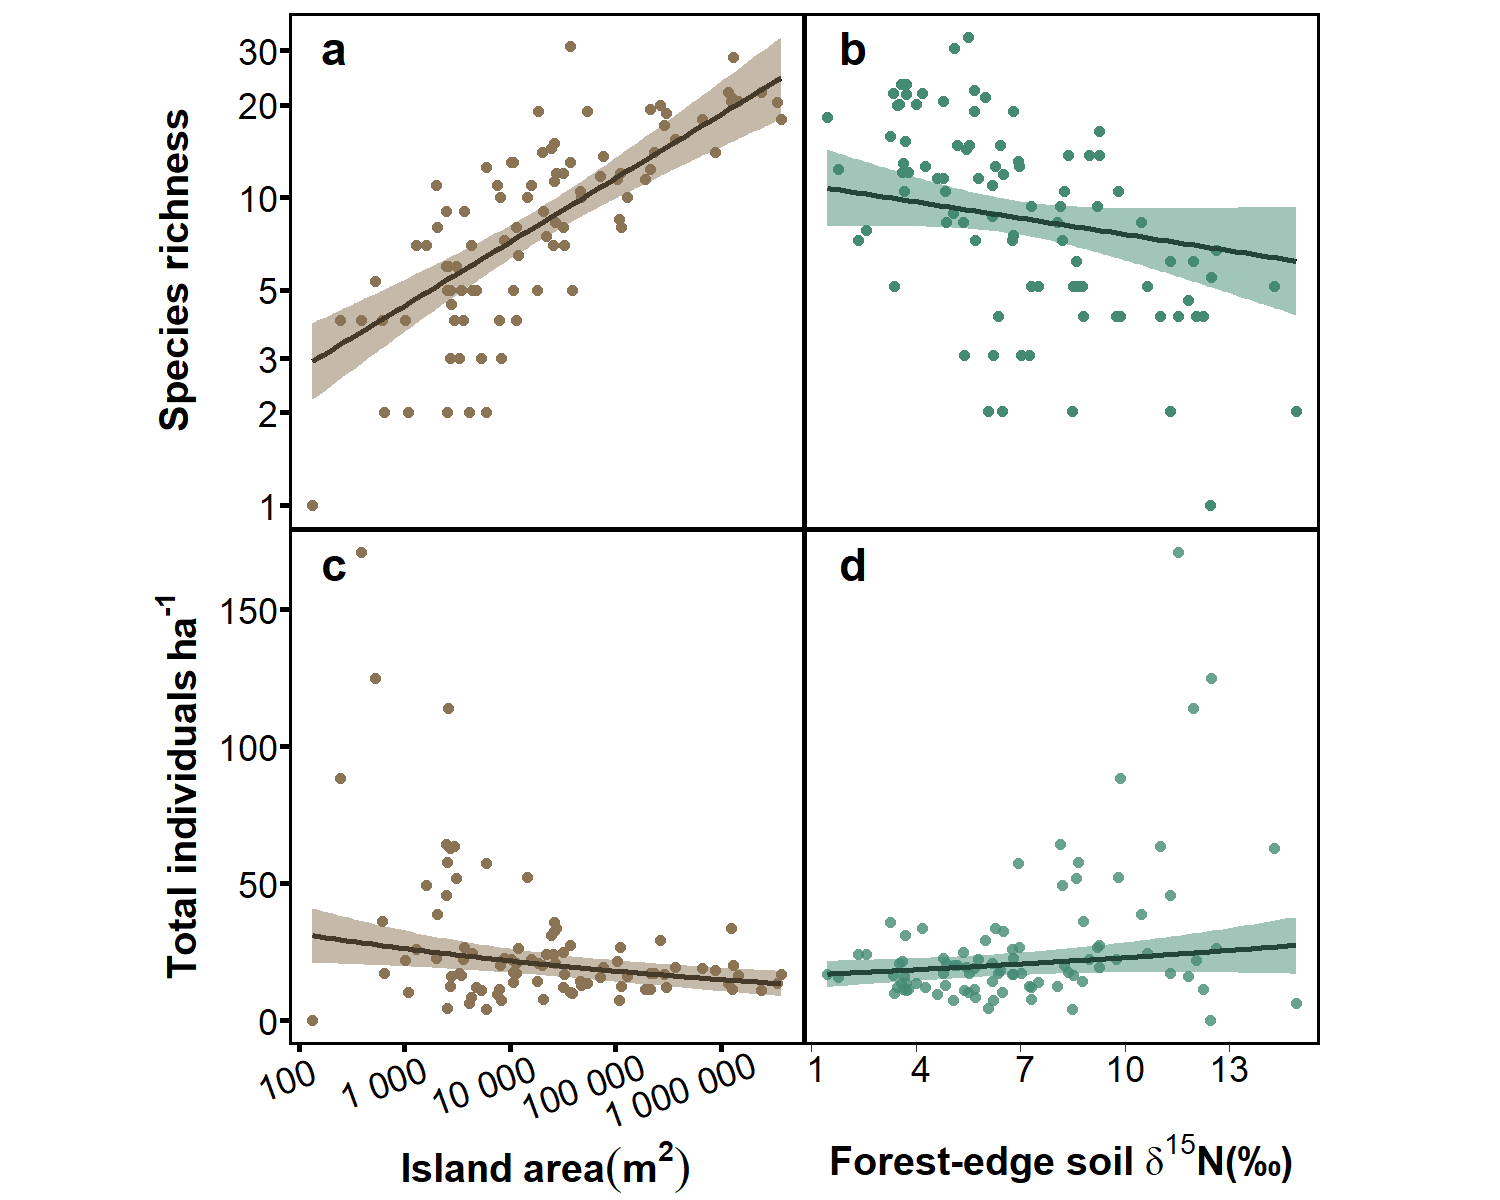 a
b
Species richness
30
20
10
5
3
2
1
c
d
Total individuals ha⁻¹
150
100
50
0
100
1 000
10 000
100 000
1 000 000
1
4
7
10
13
Island area(m²)
Forest-edge soil δ¹⁵N(‰)